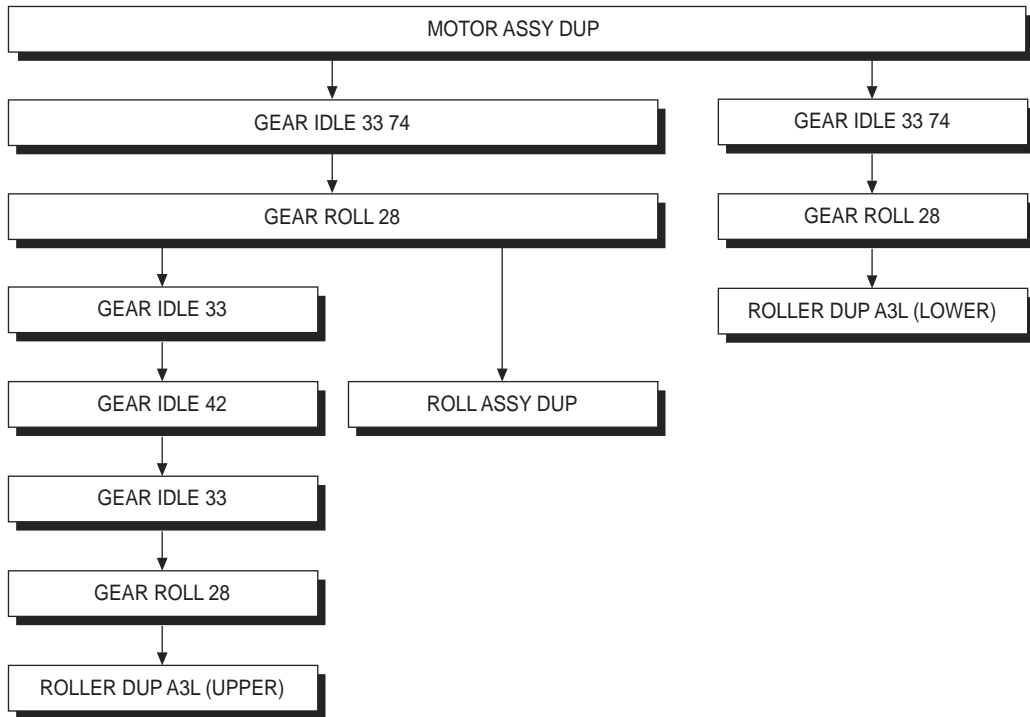 MOTOR ASSY DUP
GEAR IDLE 33 74
GEAR IDLE 33 74
GEAR ROLL 28
GEAR ROLL 28
GEAR IDLE 33
ROLLER DUP A3L (LOWER)
GEAR IDLE 42
ROLL ASSY DUP
GEAR IDLE 33
GEAR ROLL 28
ROLLER DUP A3L (UPPER)